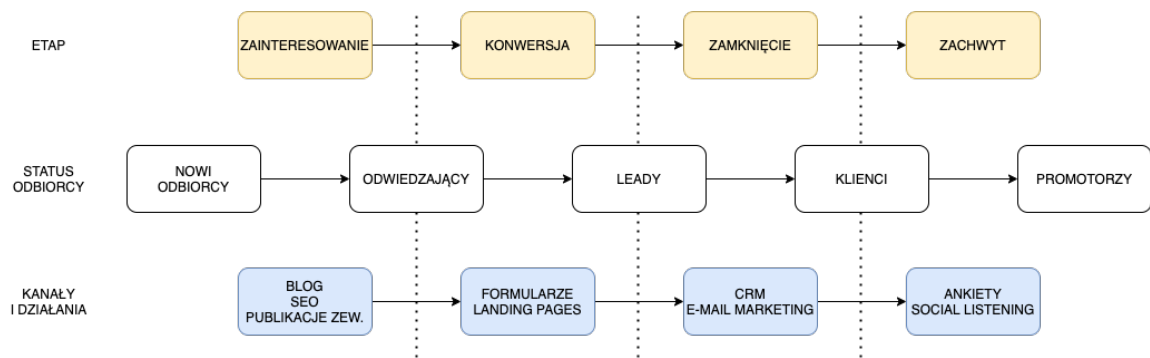 ETAP
ZAINTERESOWANIE
KONWERSJA
ZAMKNIĘCIE
ZACHWYT
STATUS
ODBIORCY
NOWI
ODBIORCY
ODWIEDZAJĄCY
LEADY
KLIENCI
PROMOTORZY
KANAŁY
I DZIAŁANIA
BLOG
SEO
PUBLIKACJE ZEW.
FORMULARZE
LANDING PAGES
CRM
E-MAIL MARKETING
ANKIETY
SOCIAL LISTENING